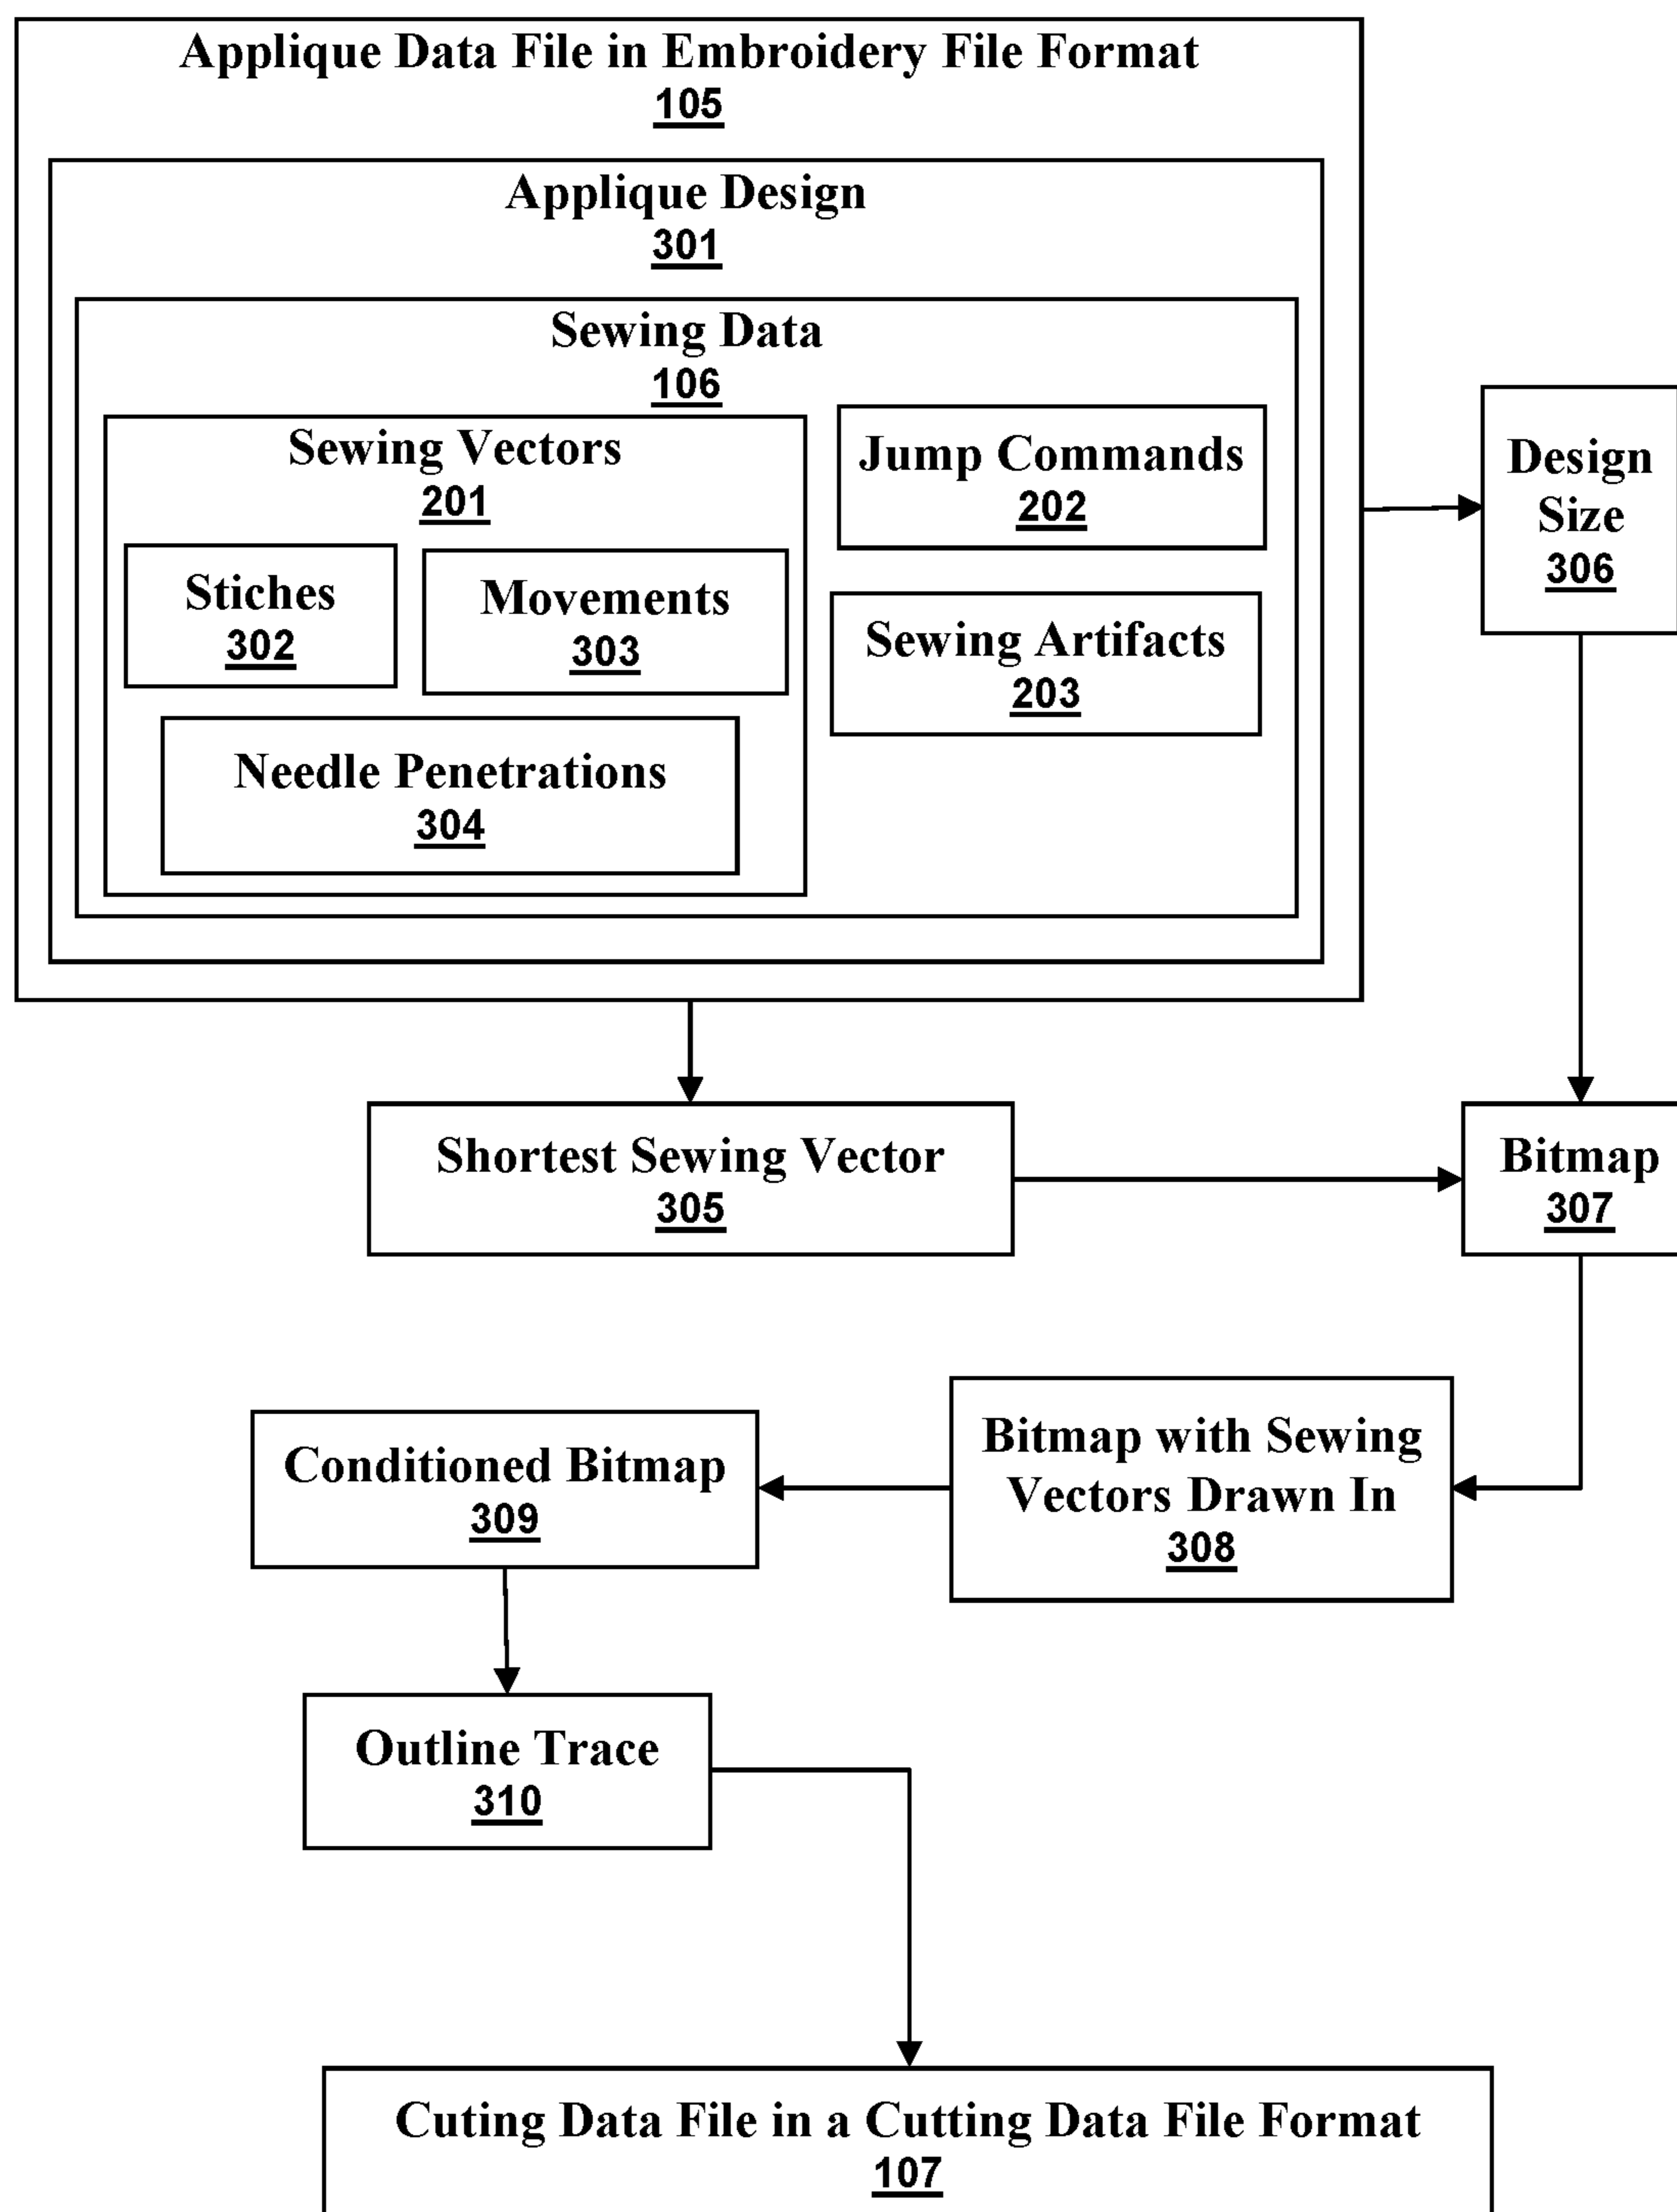 Applique Data File in Embroidery File Format
105
Applique Design
301
Sewing Data
106
Sewing Vectors
201
Stiches
302
Movements
303
Needle Penetrations
304
Jump Commands
202
Sewing Artifacts
203
Design
Size
306
Shortest Sewing Vector
305
Bitmap
307
Bitmap with Sewing
Vectors Drawn In
308
Conditioned Bitmap
309
Outline Trace
310
Cuting Data File in a Cutting Data File Format
107